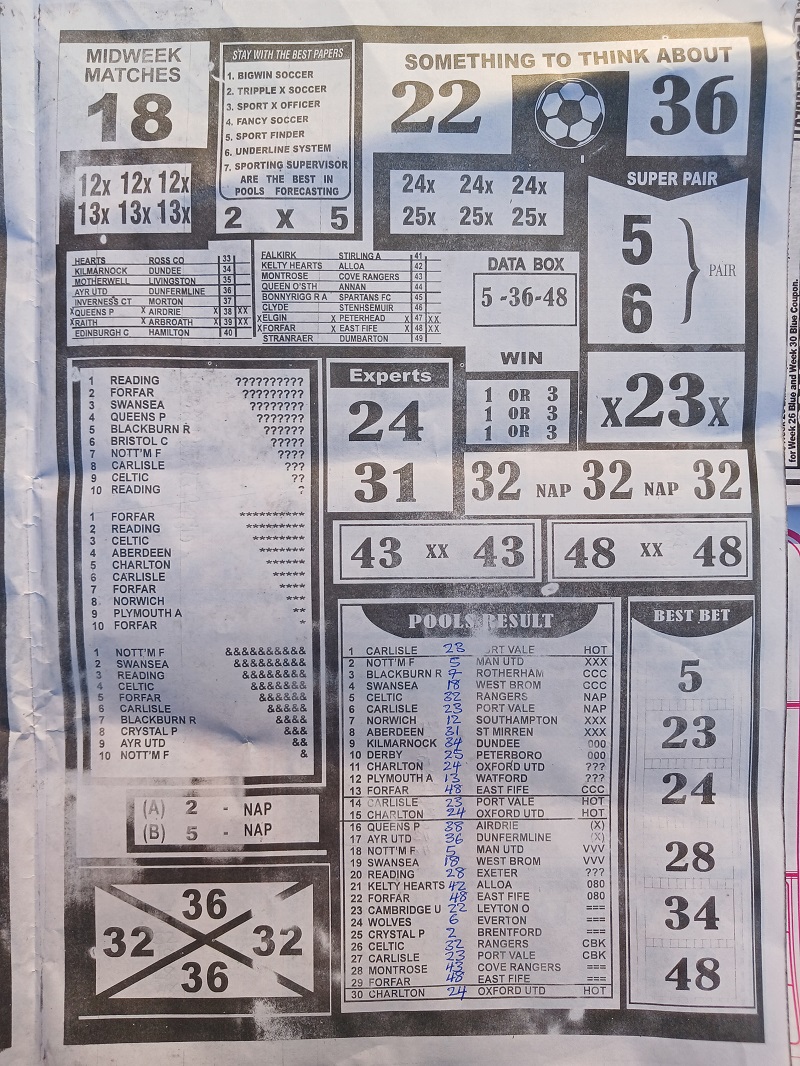 MIDWEEK
MATCHES
18
STAY WITH THE BEST PAPERS
1. BIGWIN SOCCER
2. TRIPPLE X SOCCER
3. SPORT X OFFICER
4. FANCY SOCCER
5. SPORT FINDER
6. UNDERLINE SYSTEM
7. SPORTING SUPERVISOR
ARE THE BEST IN
POOLS FORECASTING
2 X 5
SOMETHING TO THINK ABOUT
22 36
12x 12x 12x
13x 13x 13x
24x 24x 24x
25x 25x 25x
SUPER PAIR
5
6
PAIR
HEARTS ROSS CO 33
KILMARNOCK DUNDEE 34
MOTHERWELL LIVINGSTON 35
AYR UTD DUNFERMLINE 36
INVERNESS CT MORTON 37
X QUEENS P X AIRDRIE X 38 XX
X RAITH X ARBROATH X 39 XX
EDINBURGH C HAMILTON 40
FALKIRK STIRLING A 41
KELTY HEARTS ALLOA 42
MONTROSE COVE RANGERS 43
QUEEN O'STH ANNAN 44
BONNYRIGG R A SPARTANS FC 45
CLYDE STENHSEMUIR
X ELGIN X PETERHEAD X 47 XX
X FORFAR X EAST FIFE X 48 XX
STRANRAER DUMBARTON 49
DATA BOX
5 -36-48
WIN
1 OR 3
1 OR 3
1 OR 3
X23X
1 READING ??????????
2 FORFAR ?????????
3 SWANSEA ????????
4 QUEENS P ???????
5 BLACKBURN R ??????
6 BRISTOL C ?????
7 NOTT'M F ????
8 CARLISLE ???
9 CELTIC ??
10 READING ?
1 FORFAR **********
2 READING *********
3 CELTIC ********
4 ABERDEEN *******
5 CHARLTON ******
6 CARLISLE *****
7 FORFAR ****
8 NORWICH ***
9 PLYMOUTH A **
10 FORFAR *
1 NOTT'M F &&&&&&&&&&
2 SWANSEA &&&&&&&&&
3 READING &&&&&&&&
4 CELTIC &&&&&&&
5 FORFAR &&&&&&
6 CARLISLE &&&&&
7 BLACKBURN R &&&&
8 CRYSTAL P &&&
9 AYR UTD &&
10 NOTT'M F &
Experts
24
31
32 NAP 32 NAP 32
43 XX 43
48 XX 48
(A) 2 - NAP
(B) 5 - NAP
36
32 32
36
POOLS RESULT
1 CARLISLE 23 ORT VALE HOT
2 NOTT'M F 5 MAN UTD XXX
3 BLACKBURN R 7 ROTHERHAM CCC
4 SWANSEA 18 WEST BROM CCC
5 CELTIC 32 RANGERS NAP
6 CARLISLE 23 PORT VALE NAP
7 NORWICH 12 SOUTHAMPTON XXX
8 ABERDEEN 31 ST MIRREN XXX
9 KILMARNOCK 34 DUNDEE 000
10 DERBY 25 PETERBORO 000
11 CHARLTON 24 OXFORD UTD ???
12 PLYMOUTH A 13 WATFORD ???
13 FORFAR 48 EAST FIFE CCC
14 CARLISLE 23 PORT VALE HOT
15 CHARLTON 24 OXFORD UTD HOT
16 QUEENS P 38 AIRDRIE (X)
17 AYR UTD 36 DUNFERMLINE (X)
18 NOTT'M F 5 MAN UTD VVV
19 SWANSEA 18 WEST BROM VVV
20 READING 28 EXETER ???
21 KELTY HEARTS 42 ALLOA 080
22 FORFAR 48 EAST FIFE 080
23 CAMBRIDGE U 22 LEYTON O ===
24 WOLVES 6 EVERTON ===
25 CRYSTAL P 2 BRENTFORD ===
26 CELTIC 32 RANGERS CBK
27 CARLISLE 23 PORT VALE CBK
28 MONTROSE 43 COVE RANGERS ===
29 FORFAR 48 EAST FIFE ===
30 CHARLTON 24 OXFORD UTD HOT
BEST BET
5
23
24
28
34
48
for Week 26 Blue and Week 30 Blue Coupon.